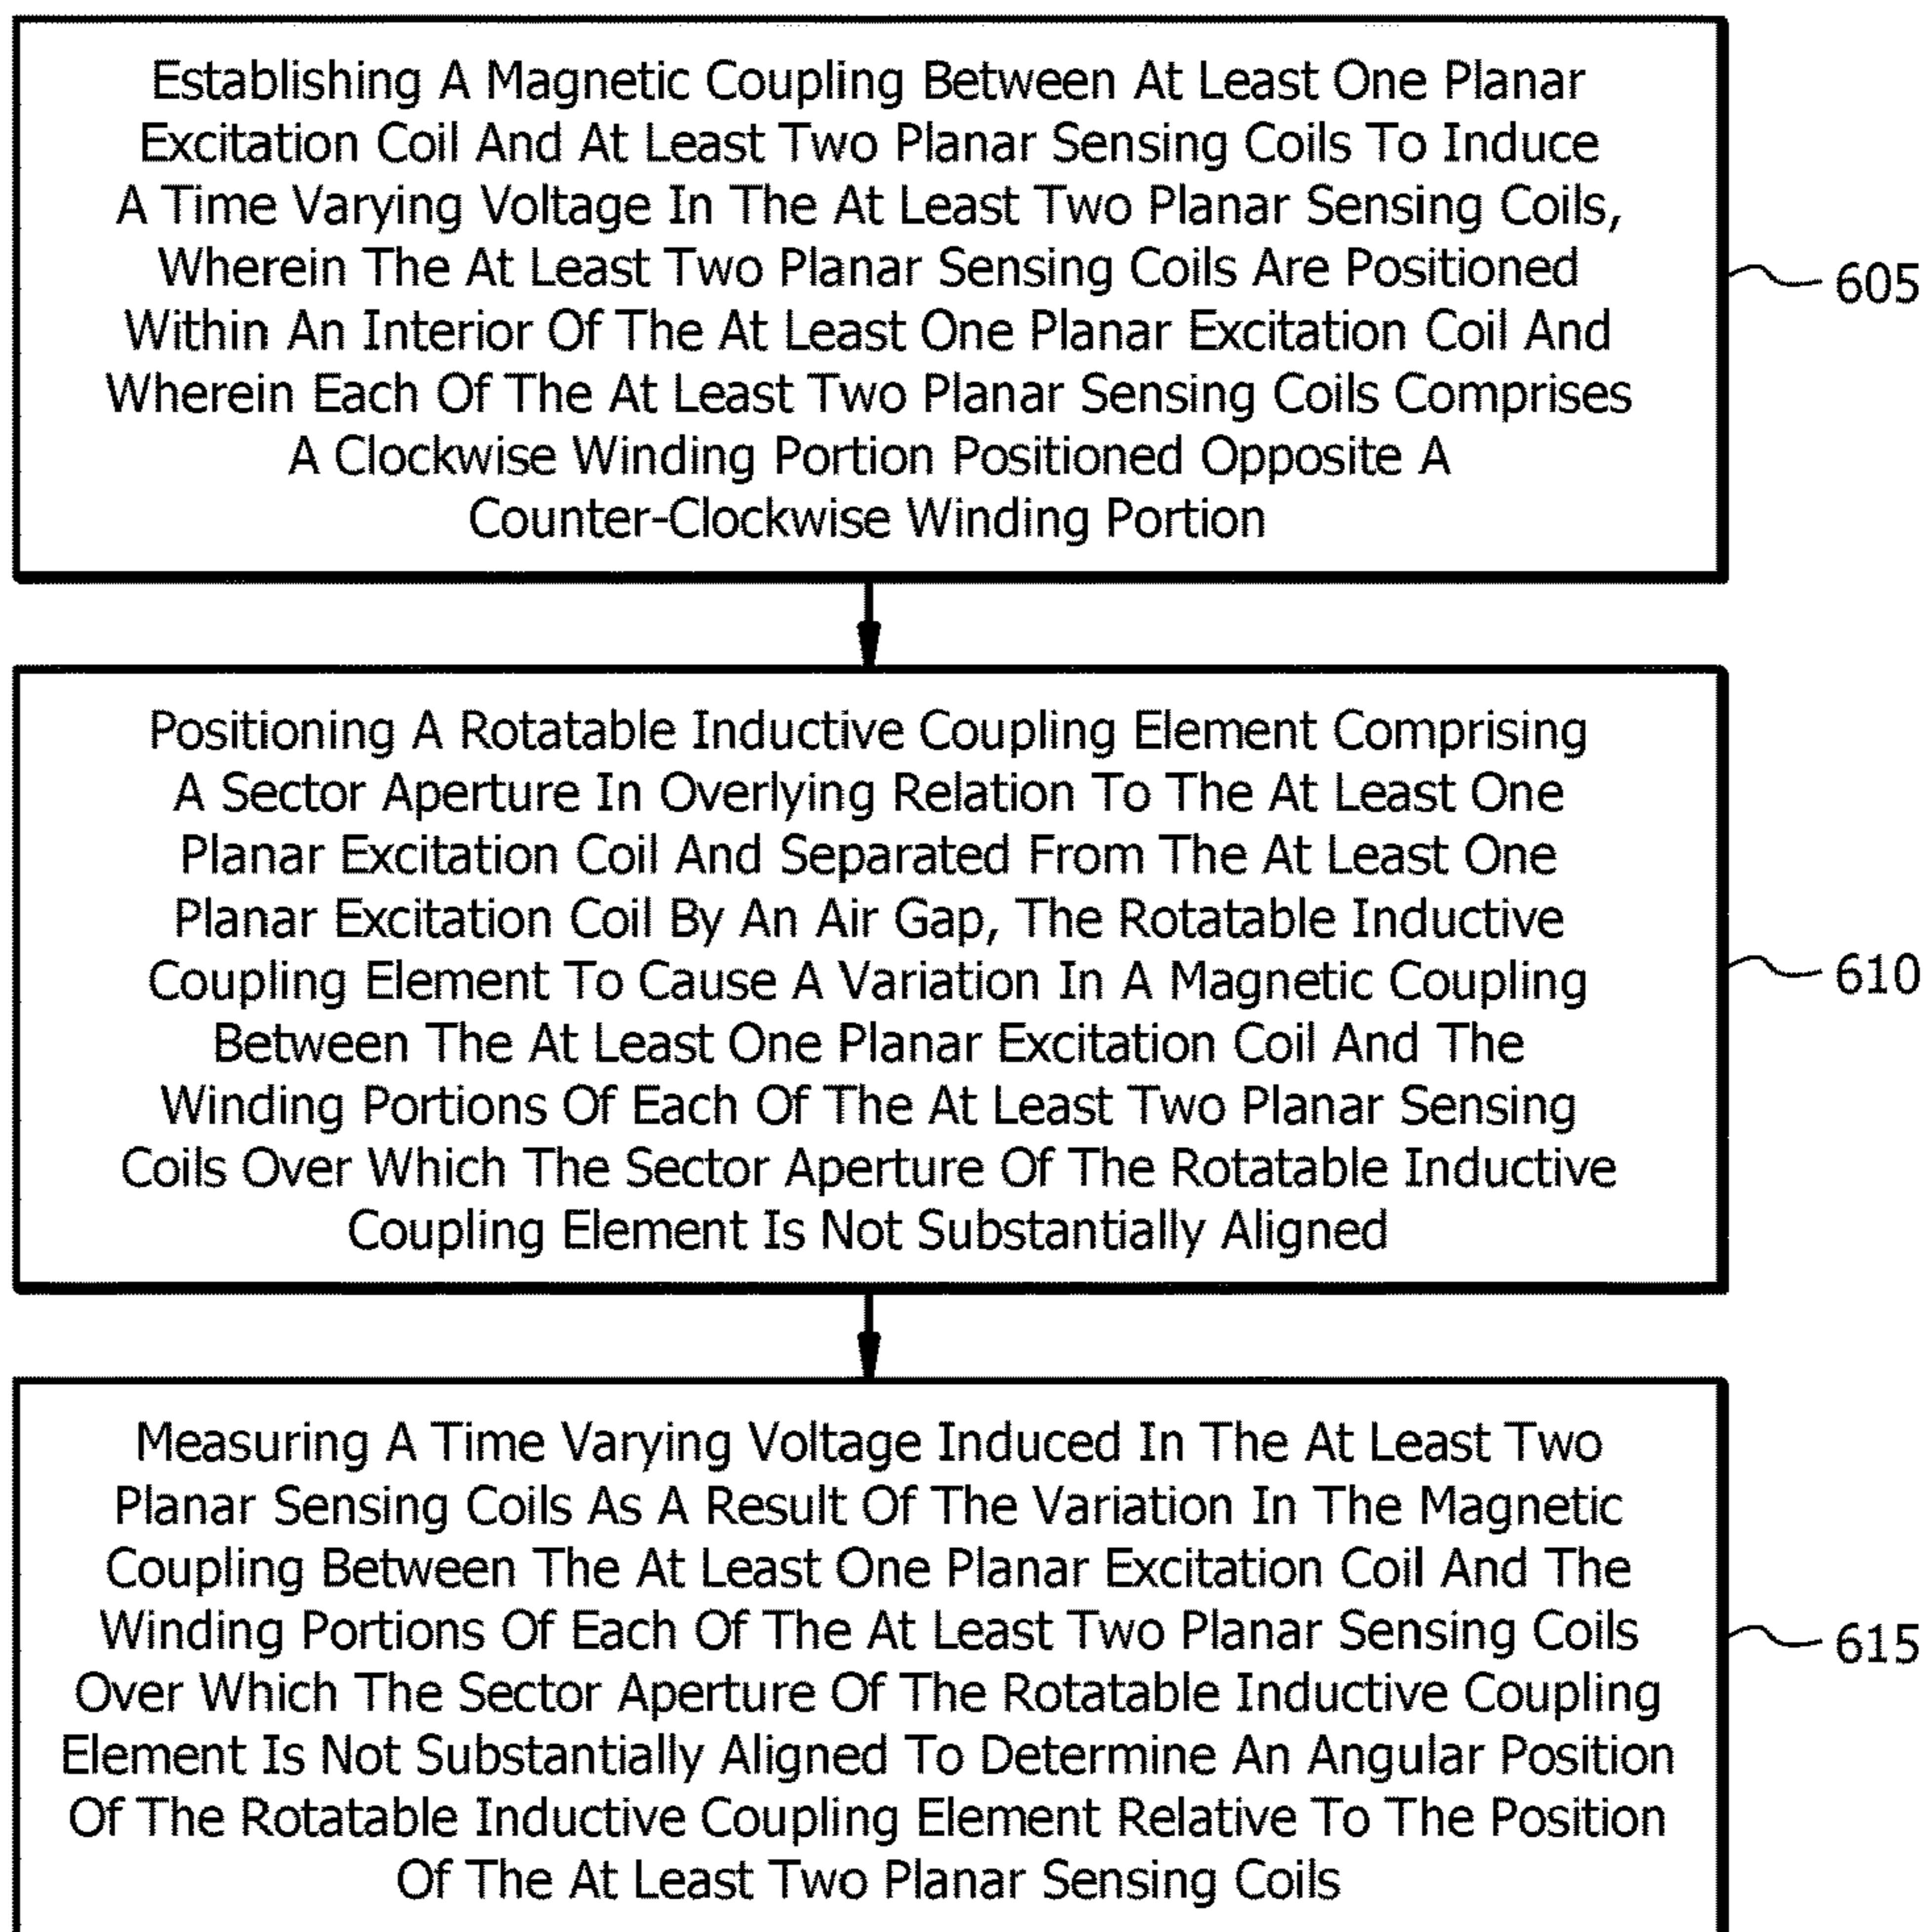 Establishing A Magnetic Coupling Between At Least One Planar
Excitation Coil And At Least Two Planar Sensing Coils To Induce
A Time Varying Voltage In The At Least Two Planar Sensing Coils,
Wherein The At Least Two Planar Sensing Coils Are Positioned
Within An Interior Of The At Least One Planar Excitation Coil And
Wherein Each Of The At Least Two Planar Sensing Coils Comprises
A Clockwise Winding Portion Positioned Opposite A
Counter-Clockwise Winding Portion
605
Positioning A Rotatable Inductive Coupling Element Comprising
A Sector Aperture In Overlying Relation To The At Least One
Planar Excitation Coil And Separated From The At Least One
Planar Excitation Coil By An Air Gap, The Rotatable Inductive
Coupling Element To Cause A Variation In A Magnetic Coupling
Between The At Least One Planar Excitation Coil And The
Winding Portions Of Each Of The At Least Two Planar Sensing
Coils Over Which The Sector Aperture Of The Rotatable Inductive
Coupling Element Is Not Substantially Aligned
610
Measuring A Time Varying Voltage Induced In The At Least Two
Planar Sensing Coils As A Result Of The Variation In The Magnetic
Coupling Between The At Least One Planar Excitation Coil And The
Winding Portions Of Each Of The At Least Two Planar Sensing Coils
Over Which The Sector Aperture Of The Rotatable Inductive Coupling
Element Is Not Substantially Aligned To Determine An Angular Position
Of The Rotatable Inductive Coupling Element Relative To The Position
Of The At Least Two Planar Sensing Coils
615